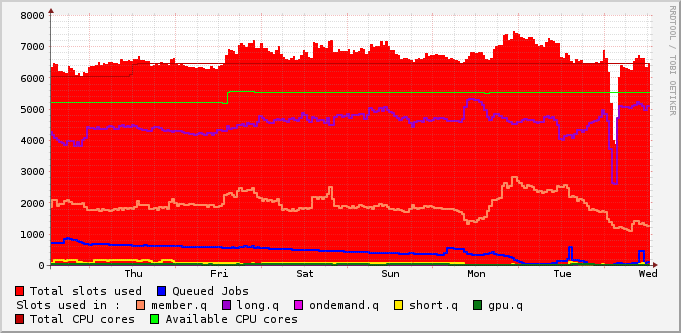 RRDTOOL / TOBI OETIKER
8000
7000
6000
5000
4000
3000
2000
1000
0
Thu Fri Sat Sun Mon Tue Wed
Total slots used Queued Jobs
Slots used in : member.q long.q ondemand.q short.q gpu.q
Total CPU cores Available CPU cores